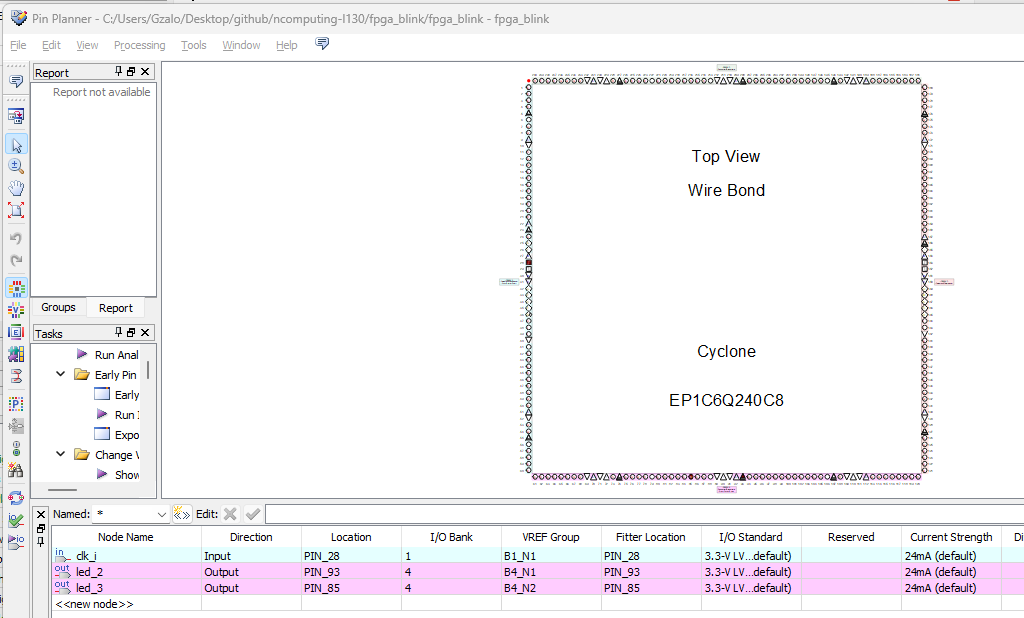 Pin Planner - C:/Users/Gzalo/Desktop/github/ncomputing-l130/fpga_blink/fpga_blink - fpga_blink
File Edit View Processing Tools Window Help
Report
Report not available
Groups Report
Tasks
Run Anal
Early Pin
Early
Run
Expo
Change
Show
Top View
Wire Bond
Cyclone
EP1C6Q240C8
Named: * Edit:
Node Name Direction Location I/O Bank VREF Group Fitter Location I/O Standard Reserved Current Strength Di
in clk_i Input PIN_28 1 B1_N1 PIN_28 3.3-V LV...default) 24mA (default)
out led_2 Output PIN_93 4 B4_N1 PIN_93 3.3-V LV...default) 24mA (default)
out led_3 Output PIN_85 4 B4_N2 PIN_85 3.3-V LV...default) 24mA (default)
<<new node>>